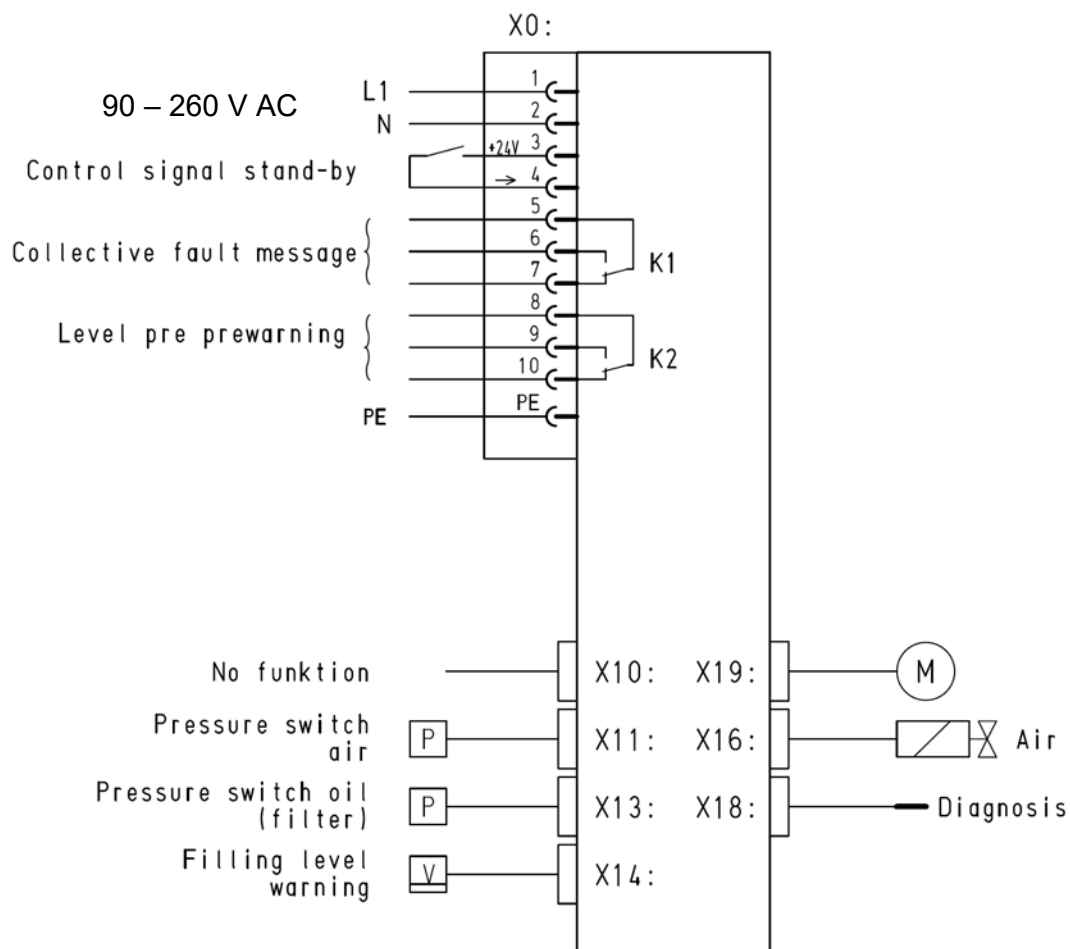 X0:
90 – 260 V AC
L1
1
N
2
Control signal stand-by
+24V
3
→
4
Collective fault message
5
6
7
K1
Level pre prewarning
8
9
10
K2
PE
PE
No funktion
X10:
X19:
M
Pressure switch
air
P
X11:
X16:
Air
Pressure switch oil
(filter)
P
X13:
X18:
Diagnosis
Filling level
warning
V
X14: